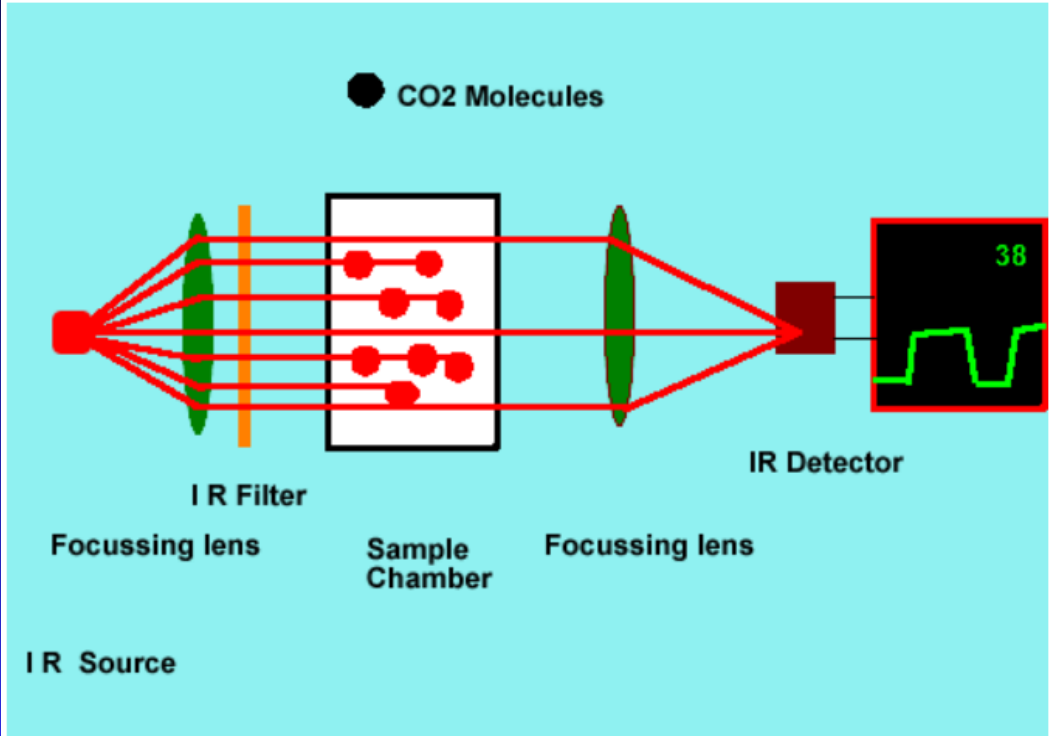 CO2 Molecules
38
IR Detector
I R Filter
Focussing lens
Sample
Chamber
Focussing lens
I R Source